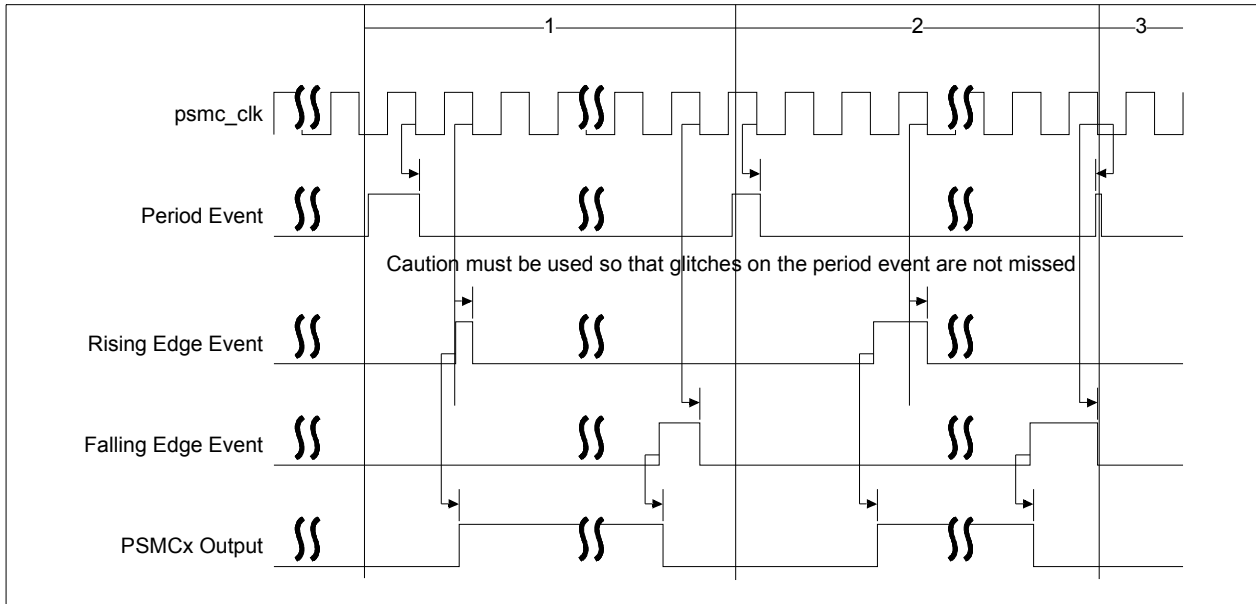 1 2 3
psmc_clk
Period Event
Caution must be used so that glitches on the period event are not missed
Rising Edge Event
Falling Edge Event
PSMCx Output